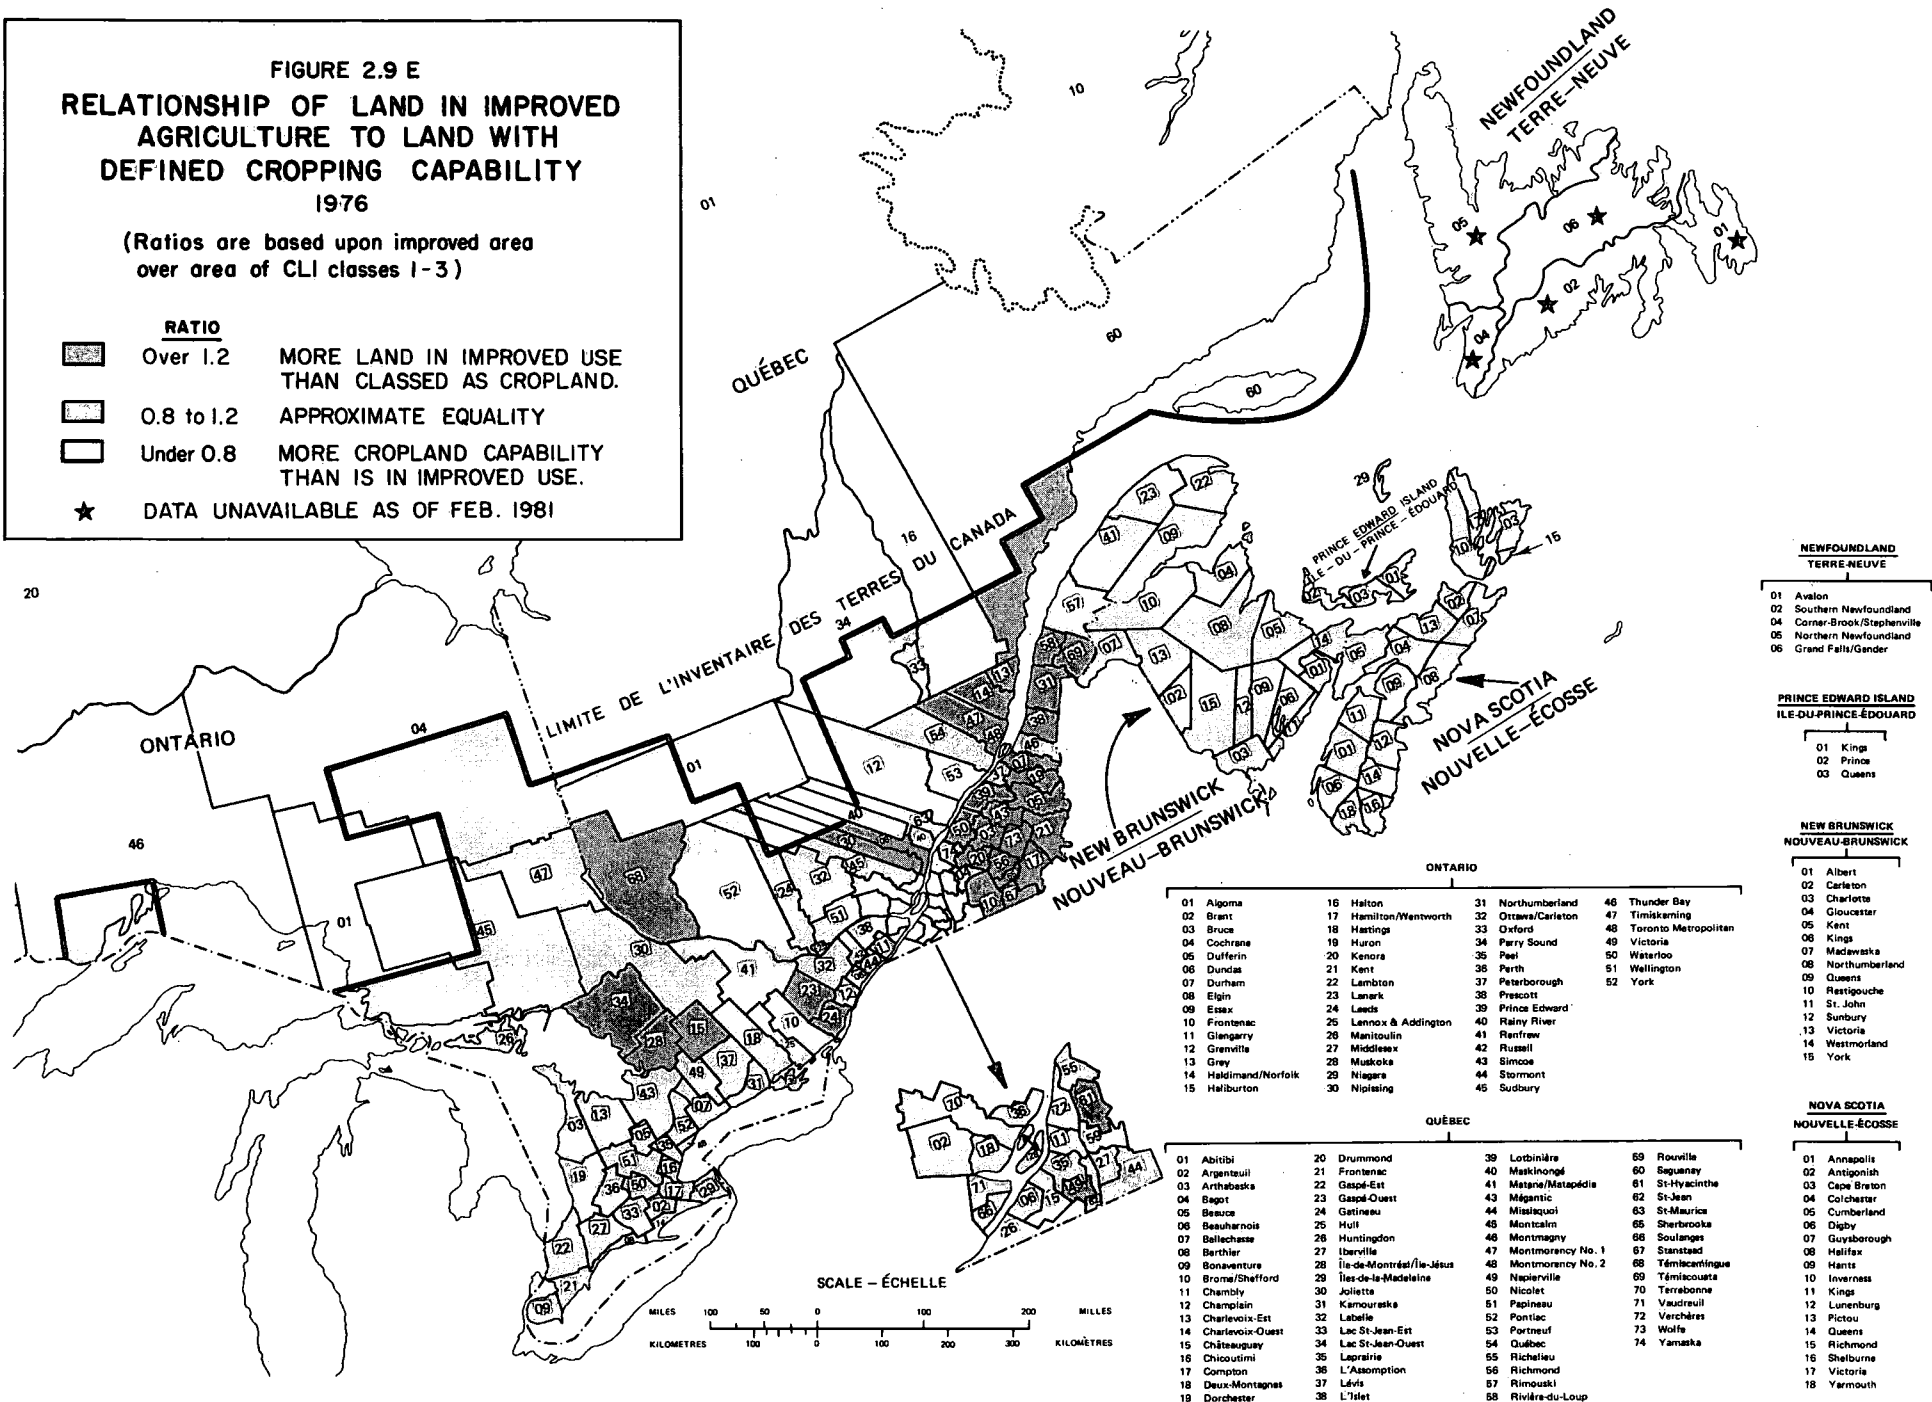 FIGURE 2.9 E
RELATIONSHIP OF LAND IN IMPROVED
AGRICULTURE TO LAND WITH
DEFINED CROPPING CAPABILITY
1976
(Ratios are based upon improved area
over area of CLI classes 1-3)
RATIO
Over 1.2 MORE LAND IN IMPROVED USE
THAN CLASSED AS CROPLAND.
0.8 to 1.2 APPROXIMATE EQUALITY
Under 0.8 MORE CROPLAND CAPABILITY
THAN IS IN IMPROVED USE.
★ DATA UNAVAILABLE AS OF FEB. 1981
NEWFOUNDLAND
TERRE-NEUVE
QUÉBEC
ONTARIO
LIMITE DE L'INVENTAIRE DES TERRES DU CANADA
PRINCE EDWARD ISLAND
ILE-DU-PRINCE-ÉDOUARD
NOVA SCOTIA
NOUVELLE-ÉCOSSE
NEW BRUNSWICK
NOUVEAU-BRUNSWICK
SCALE – ÉCHELLE
MILES 100 50 0 100 200 MILLES
KILOMETRES 100 0 100 200 300 KILOMÈTRES
NEWFOUNDLAND
TERRE-NEUVE
01 Avalon
02 Southern Newfoundland
04 Corner-Brook/Stephenville
05 Northern Newfoundland
06 Grand Falls/Gander
PRINCE EDWARD ISLAND
ILE-DU-PRINCE-ÉDOUARD
01 Kings
02 Prince
03 Queens
NEW BRUNSWICK
NOUVEAU-BRUNSWICK
01 Albert
02 Carleton
03 Charlotte
04 Gloucester
05 Kent
06 Kings
07 Madawaska
08 Northumberland
09 Queens
10 Restigouche
11 St. John
12 Sunbury
13 Victoria
14 Westmorland
15 York
NOVA SCOTIA
NOUVELLE-ÉCOSSE
01 Annapolis
02 Antigonish
03 Cape Breton
04 Colchester
05 Cumberland
06 Digby
07 Guysborough
08 Halifax
09 Hants
10 Inverness
11 Kings
12 Lunenburg
13 Pictou
14 Queens
15 Richmond
16 Shelburne
17 Victoria
18 Yarmouth
ONTARIO
01 Algoma
02 Brant
03 Bruce
04 Cochrane
05 Dufferin
06 Dundas
07 Durham
08 Elgin
09 Essex
10 Frontenac
11 Glengarry
12 Grenville
13 Grey
14 Haldimand/Norfolk
15 Haliburton
16 Halton
17 Hamilton/Wentworth
18 Hastings
19 Huron
20 Kenora
21 Kent
22 Lambton
23 Lanark
24 Leeds
25 Lennox & Addington
26 Manitoulin
27 Middlesex
28 Muskoka
29 Niagara
30 Nipissing
31 Northumberland
32 Ottawa/Carleton
33 Oxford
34 Parry Sound
35 Peel
36 Perth
37 Peterborough
38 Prescott
39 Prince Edward
40 Rainy River
41 Renfrew
42 Russell
43 Simcoe
44 Stormont
45 Sudbury
46 Thunder Bay
47 Timiskaming
48 Toronto Metropolitan
49 Victoria
50 Waterloo
51 Wellington
52 York
QUÉBEC
01 Abitibi
02 Argenteuil
03 Arthabaska
04 Bagot
05 Beauce
06 Beauharnois
07 Bellechasse
08 Berthier
09 Bonaventure
10 Brome/Shefford
11 Chambly
12 Champlain
13 Charlevoix-Est
14 Charlevoix-Ouest
15 Châteauguay
16 Chicoutimi
17 Compton
18 Deux-Montagnes
19 Dorchester
20 Drummond
21 Frontenac
22 Gaspé-Est
23 Gaspé-Ouest
24 Gatineau
25 Hull
26 Huntingdon
27 Iberville
28 Île-de-Montréal/Île-Jésus
29 Îles-de-la-Madeleine
30 Joliette
31 Kamouraska
32 Labelle
33 Lac St-Jean-Est
34 Lac St-Jean-Ouest
35 Laprairie
36 L'Assomption
37 Lévis
38 L'Islet
39 Lotbinière
40 Maskinongé
41 Matane/Matapédia
43 Mégantic
44 Missisquoi
45 Montcalm
46 Montmagny
47 Montmorency No. 1
48 Montmorency No. 2
49 Napierville
50 Nicolet
51 Papineau
52 Pontiac
53 Portneuf
54 Québec
55 Richelieu
56 Richmond
57 Rimouski
58 Rivière-du-Loup
59 Rouville
60 Saguenay
61 St-Hyacinthe
62 St-Jean
63 St-Maurice
65 Sherbrooke
66 Soulanges
67 Stanstead
68 Témiscamingue
69 Témiscouata
70 Terrebonne
71 Vaudreuil
72 Verchères
73 Wolfe
74 Yamaska